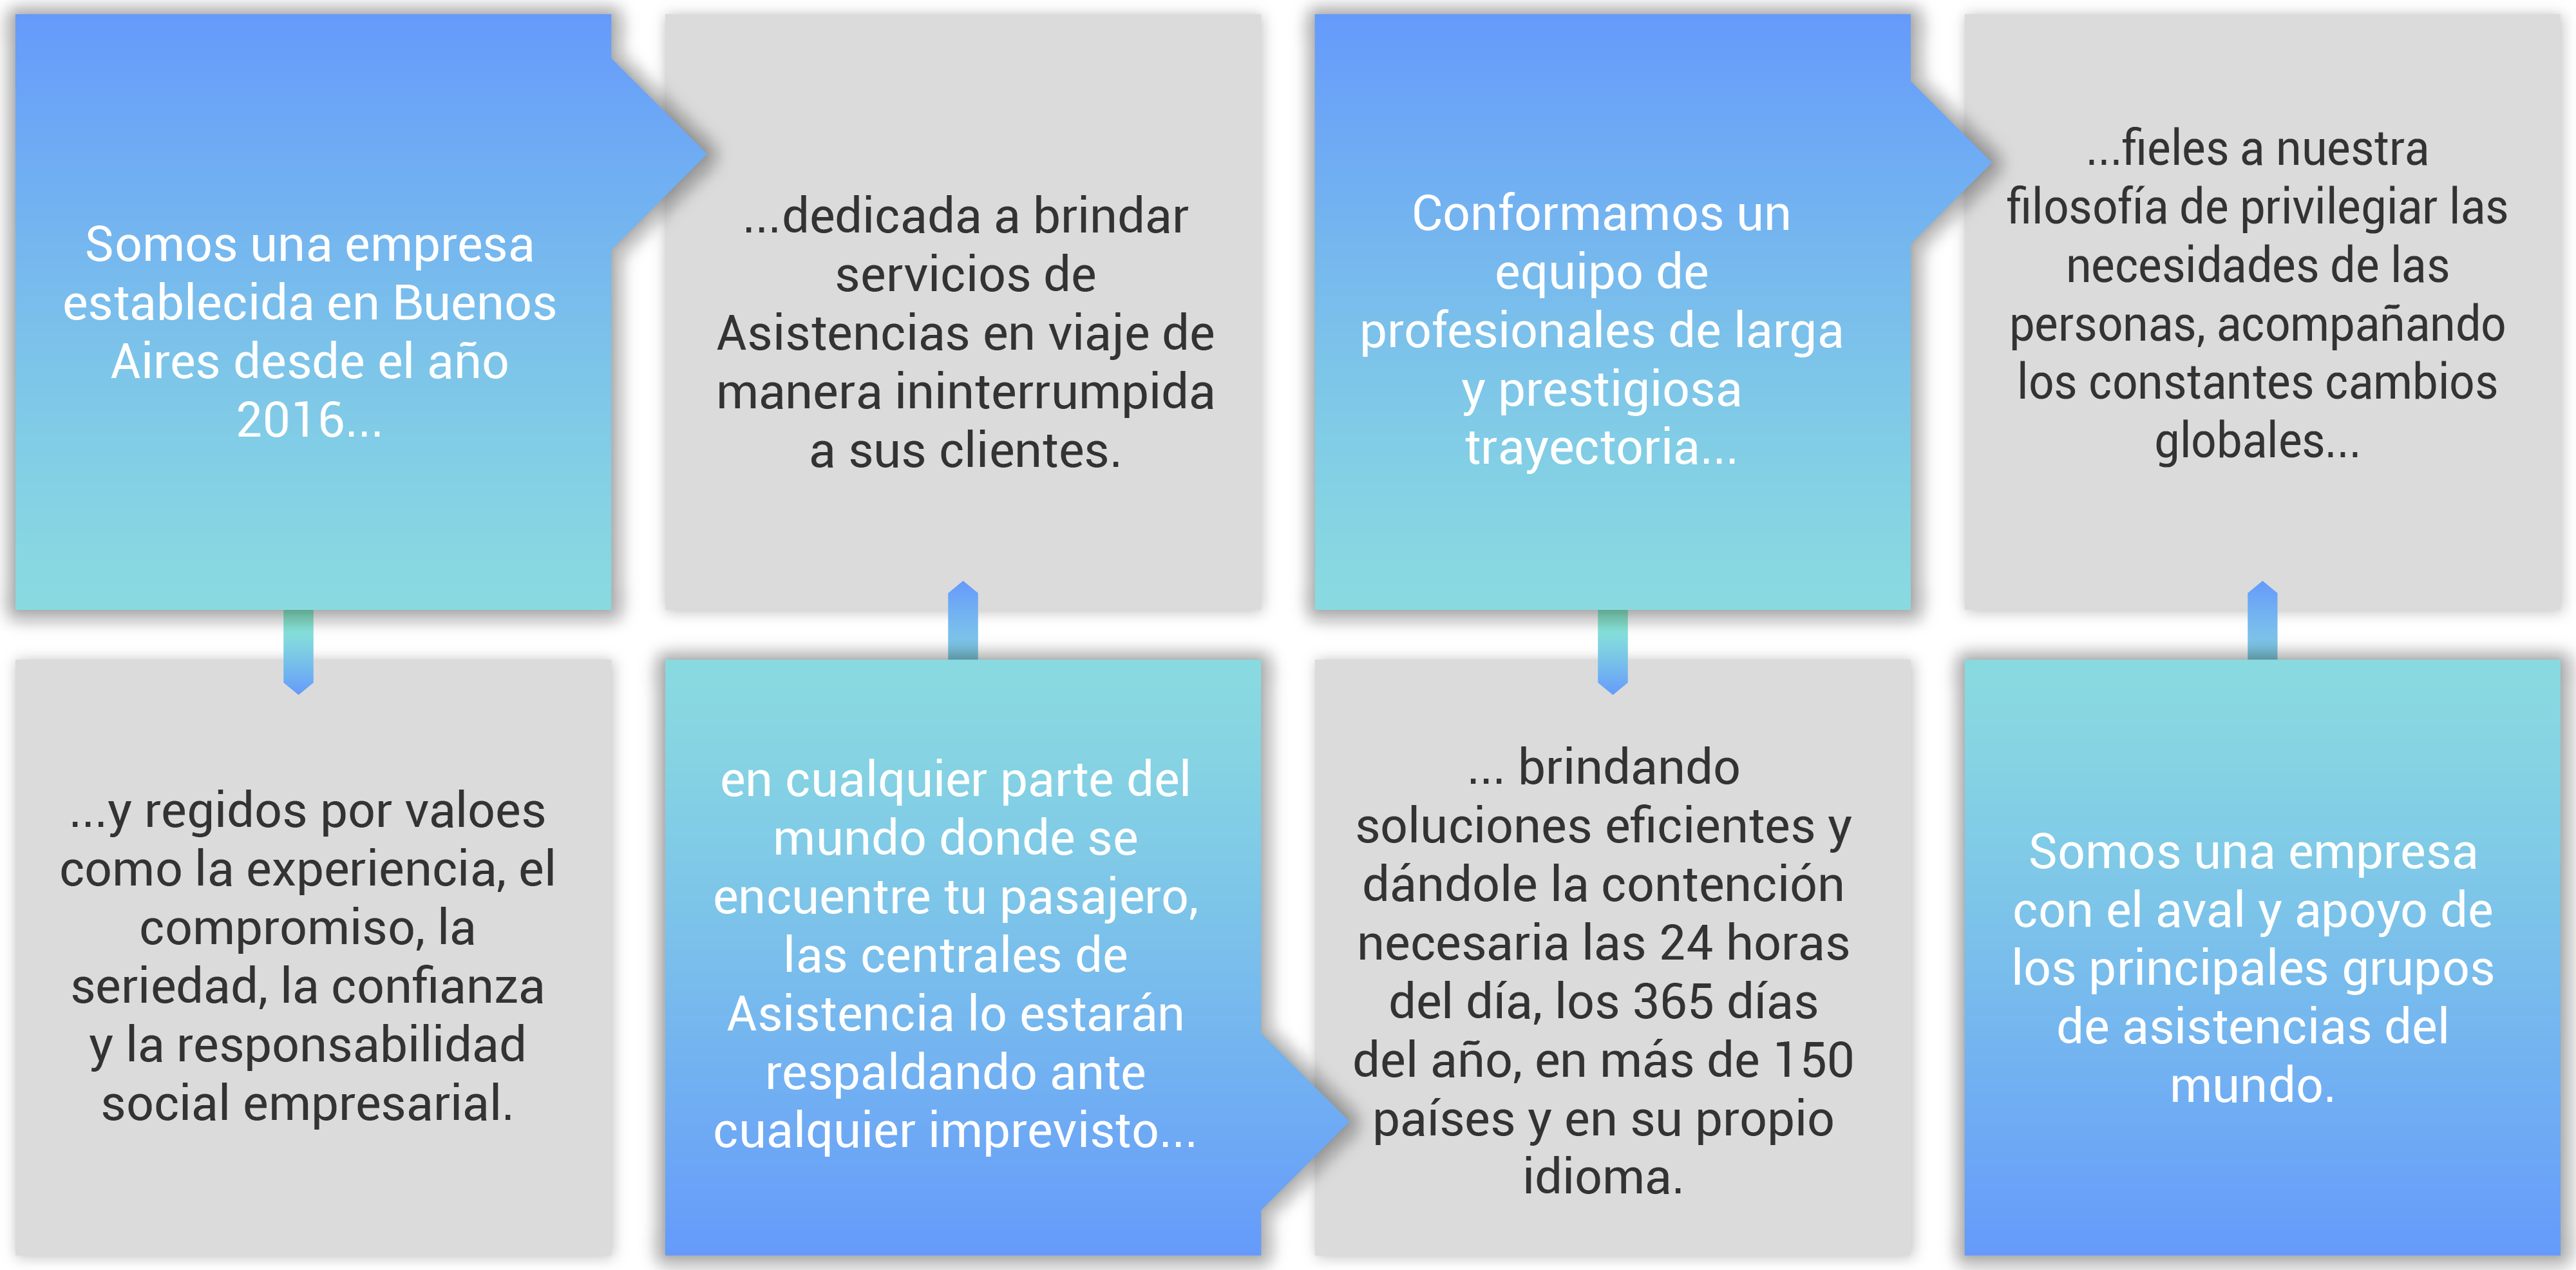 Somos una empresa
establecida en Buenos
Aires desde el año
2016...
...dedicada a brindar
servicios de
Asistencias en viaje de
manera ininterrumpida
a sus clientes.
Conformamos un
equipo de
profesionales de larga
y prestigiosa
trayectoria...
...fieles a nuestra
filosofía de privilegiar las
necesidades de las
personas, acompañando
los constantes cambios
globales...
...y regidos por valoes
como la experiencia, el
compromiso, la
seriedad, la confianza
y la responsabilidad
social empresarial.
en cualquier parte del
mundo donde se
encuentre tu pasajero,
las centrales de
Asistencia lo estarán
respaldando ante
cualquier imprevisto...
... brindando
soluciones eficientes y
dándole la contención
necesaria las 24 horas
del día, los 365 días
del año, en más de 150
países y en su propio
idioma.
Somos una empresa
con el aval y apoyo de
los principales grupos
de asistencias del
mundo.